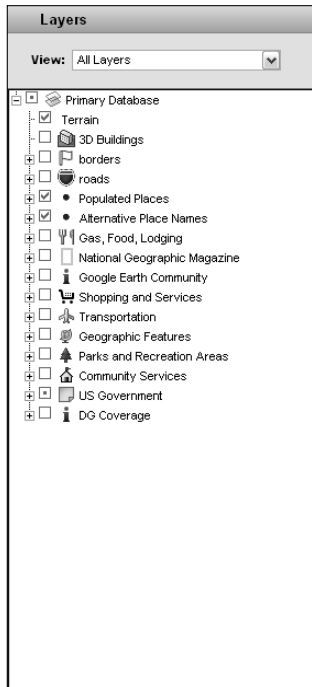 Layers
View: All Layers
Primary Database
Terrain
3D Buildings
borders
roads
Populated Places
Alternative Place Names
Gas, Food, Lodging
National Geographic Magazine
Google Earth Community
Shopping and Services
Transportation
Geographic Features
Parks and Recreation Areas
Community Services
US Government
DG Coverage